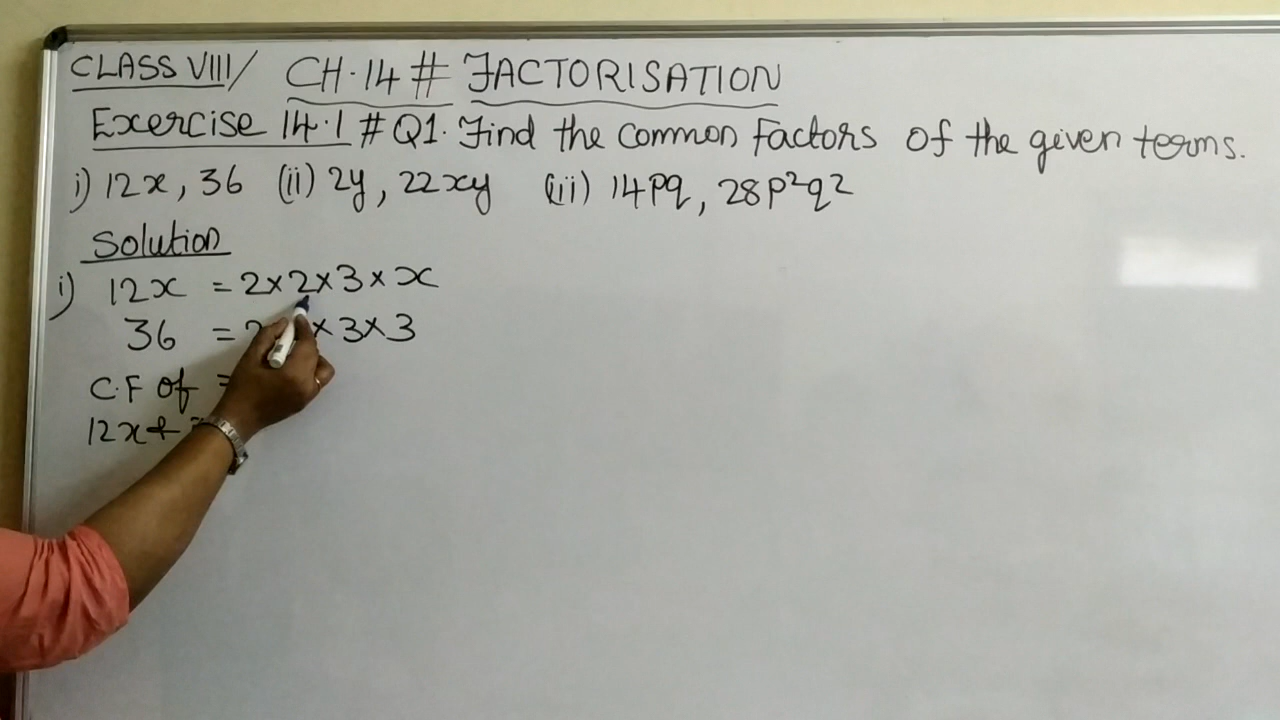 CLASS VIII/ CH·14 # FACTORISATION
Exercise 14·1 # Q1· Find the common factors of the given terms.
i) 12x, 36 (ii) 2y, 22xy (iii) 14pq, 28p²q²
Solution
i) 12x = 2×2×3×x
36 = 2 ×3×3
C.F of =
12x &